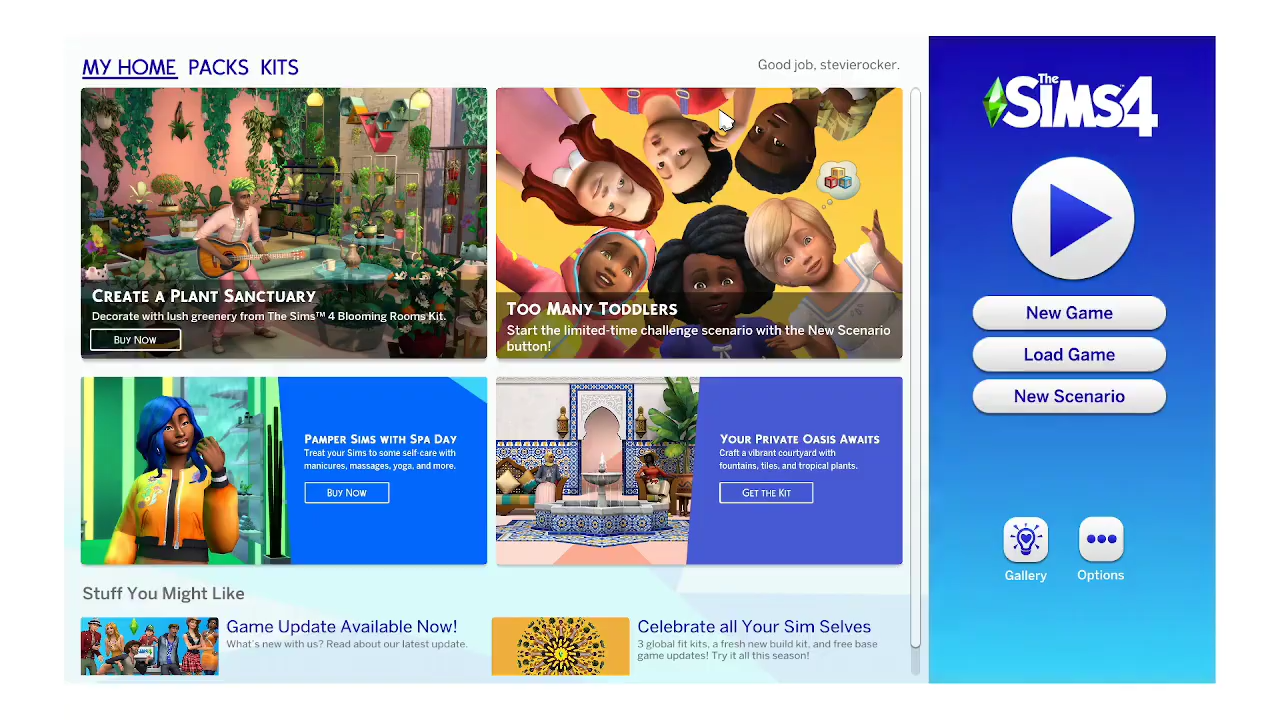 MY HOME PACKS KITS
Good job, stevierocker.
CREATE A PLANT SANCTUARY
Decorate with lush greenery from The Sims™ 4 Blooming Rooms Kit.
BUY NOW
TOO MANY TODDLERS
Start the limited-time challenge scenario with the New Scenario
button!
PAMPER SIMS WITH SPA DAY
Treat your Sims to some self-care with
manicures, massages, yoga, and more.
BUY NOW
YOUR PRIVATE OASIS AWAITS
Craft a vibrant courtyard with
fountains, tiles, and tropical plants.
GET THE KIT
Stuff You Might Like
Game Update Available Now!
What's new with us? Read about our latest update.
Celebrate all Your Sim Selves
3 global fit kits, a fresh new build kit, and free base
game updates! Try it all this season!
The SIMS 4
New Game
Load Game
New Scenario
Gallery
Options